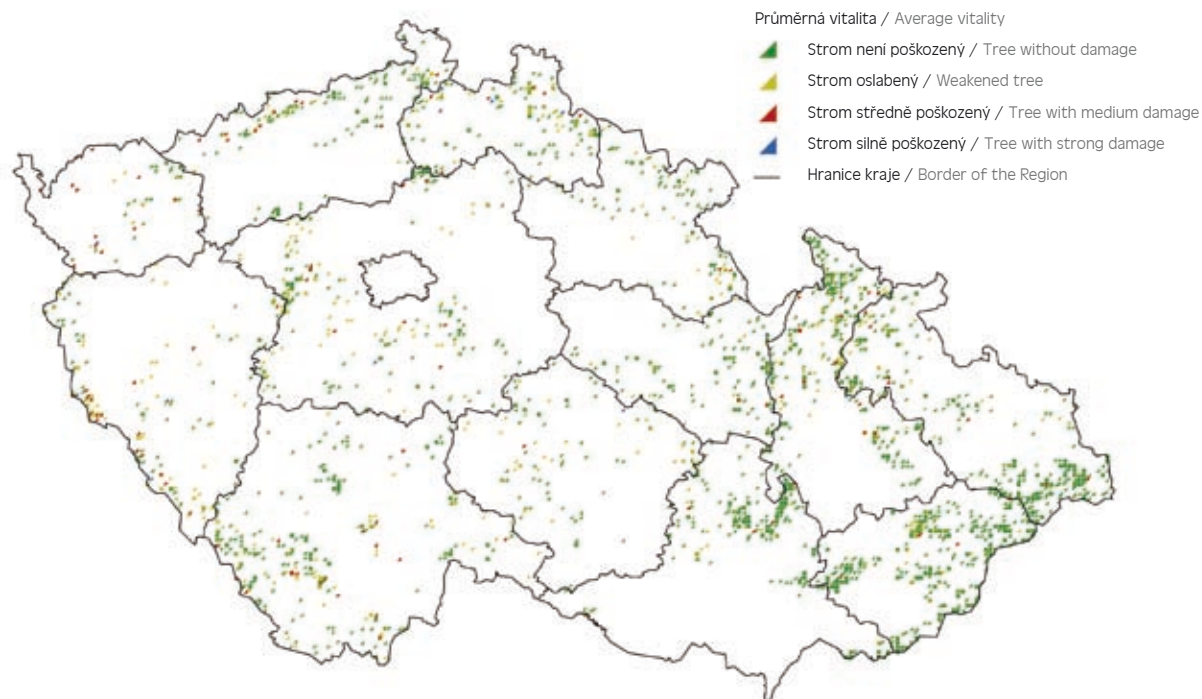 Průměrná vitalita / Average vitality
Strom není poškozený / Tree without damage
Strom oslabený / Weakened tree
Strom středně poškozený / Tree with medium damage
Strom silně poškozený / Tree with strong damage
Hranice kraje / Border of the Region